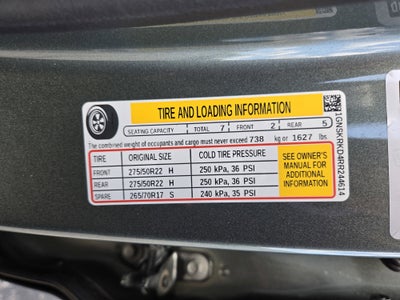 TIRE AND LOADING INFORMATION
SEATING CAPACITY TOTAL 7 FRONT 2 REAR 5
The combined weight of occupants and cargo must never exceed 738 kg or 1627 lbs.
TIRE ORIGINAL SIZE COLD TIRE PRESSURE
FRONT 275/50R22 H 250 kPa, 36 PSI
REAR 275/50R22 H 250 kPa, 36 PSI
SPARE 265/70R17 S 240 kPa, 35 PSI
SEE OWNER'S
MANUAL FOR
ADDITIONAL
INFORMATION
1GNSKRKD4RR244614